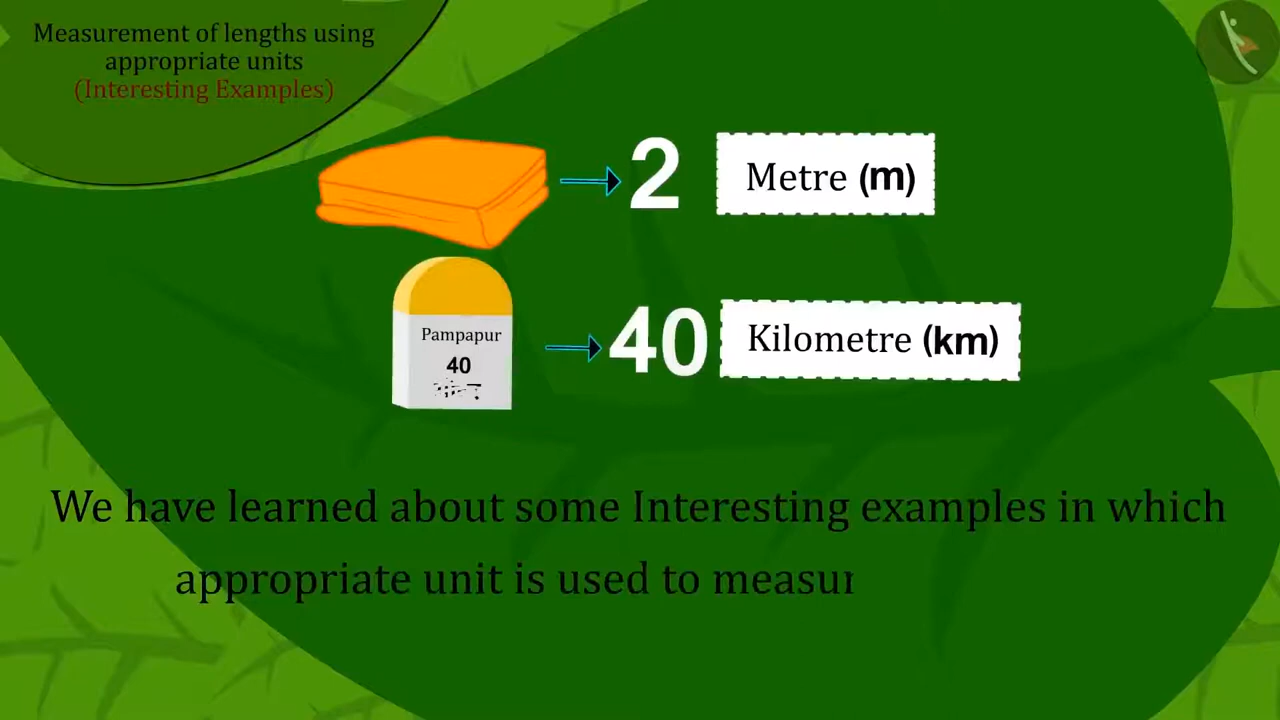 Measurement of lengths using
appropriate units
(Interesting Examples)
2 Metre (m)
Pampapur
40
40 Kilometre (km)
We have learned about some Interesting examples in which
appropriate unit is used to measur